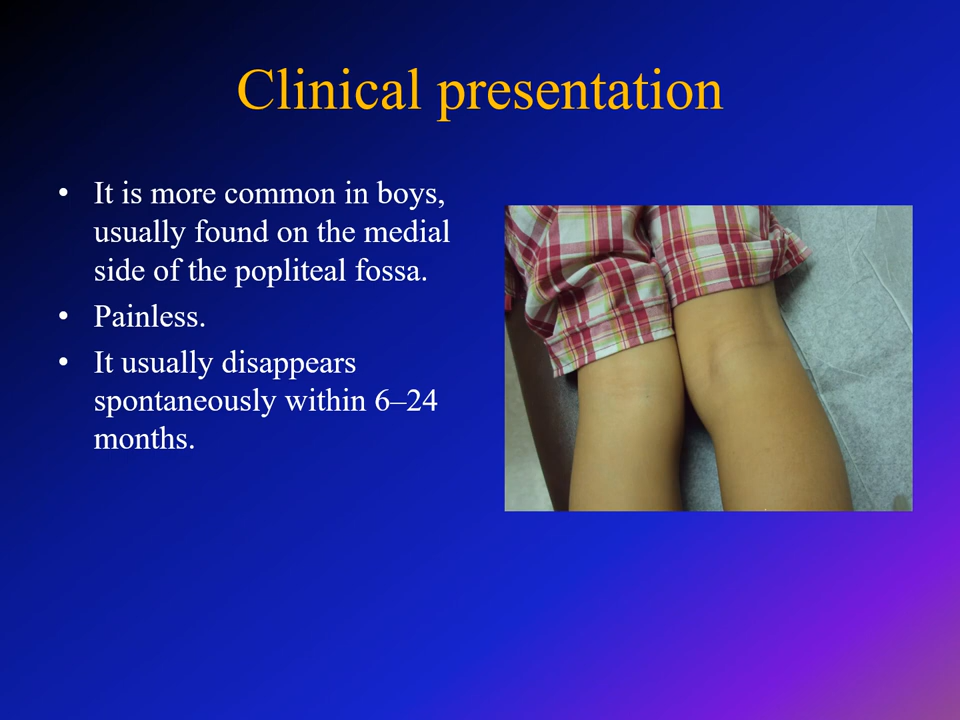 Clinical presentation
• It is more common in boys,
usually found on the medial
side of the popliteal fossa.
• Painless.
• It usually disappears
spontaneously within 6–24
months.